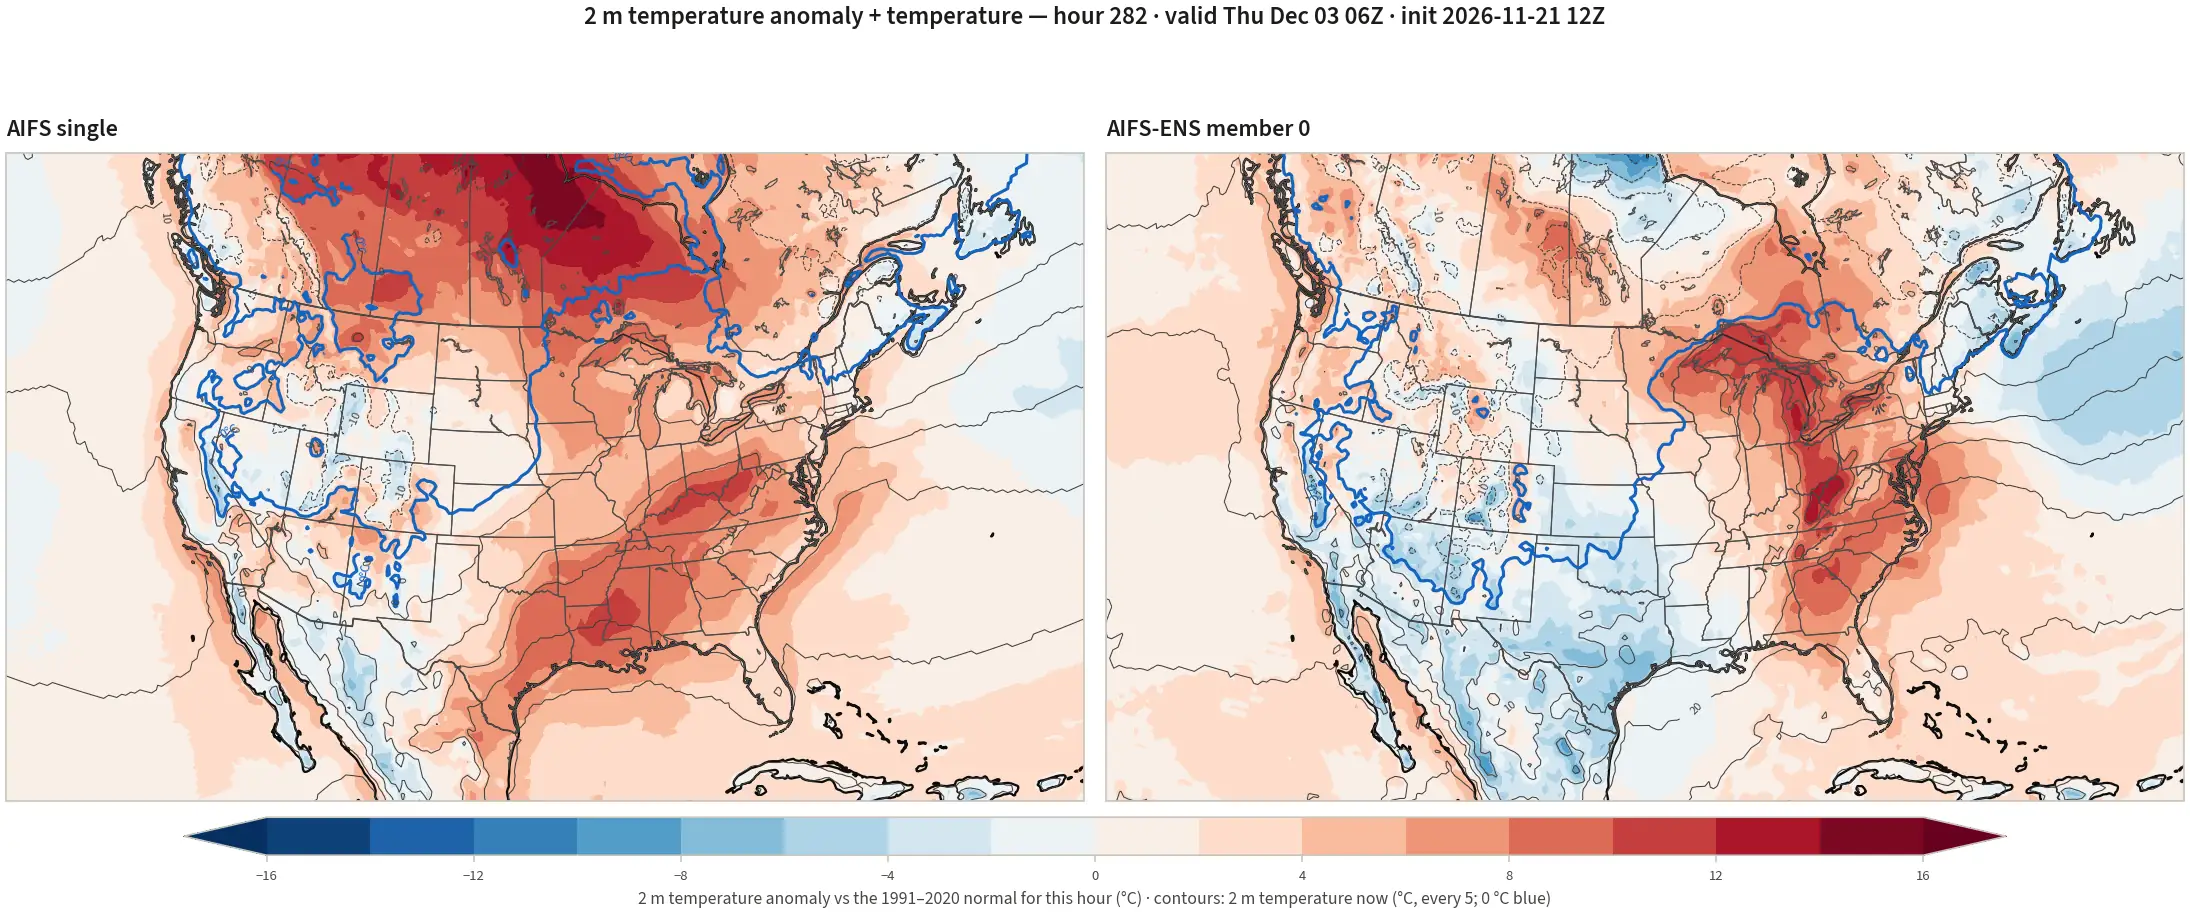 2 m temperature anomaly + temperature — hour 282 · valid Thu Dec 03 06Z · init 2026-11-21 12Z
AIFS single
AIFS-ENS member 0
−16
−12
−8
−4
0
4
8
12
16
2 m temperature anomaly vs the 1991–2020 normal for this hour (°C) · contours: 2 m temperature now (°C, every 5; 0 °C blue)